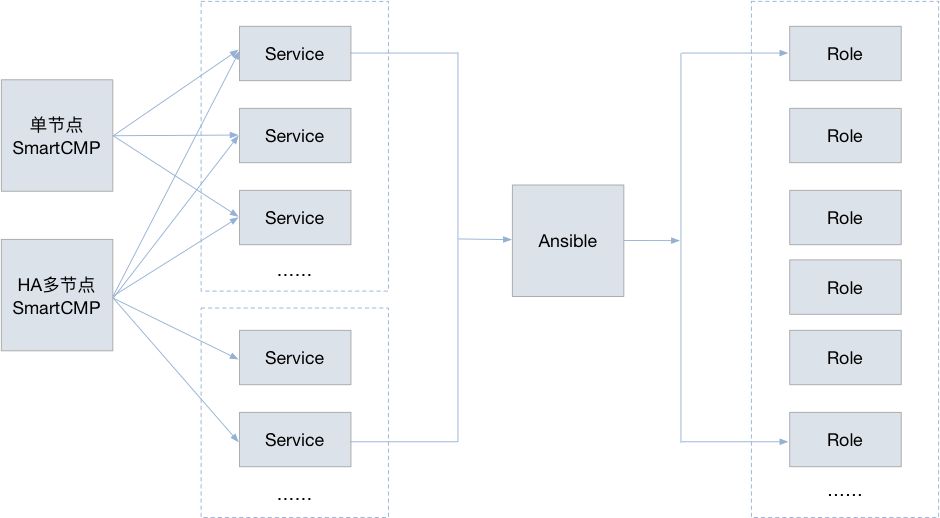 单节点
SmartCMP
HA多节点
SmartCMP
Service
Service
Service
……
Service
Service
……
Ansible
Role
Role
Role
Role
Role
Role
……